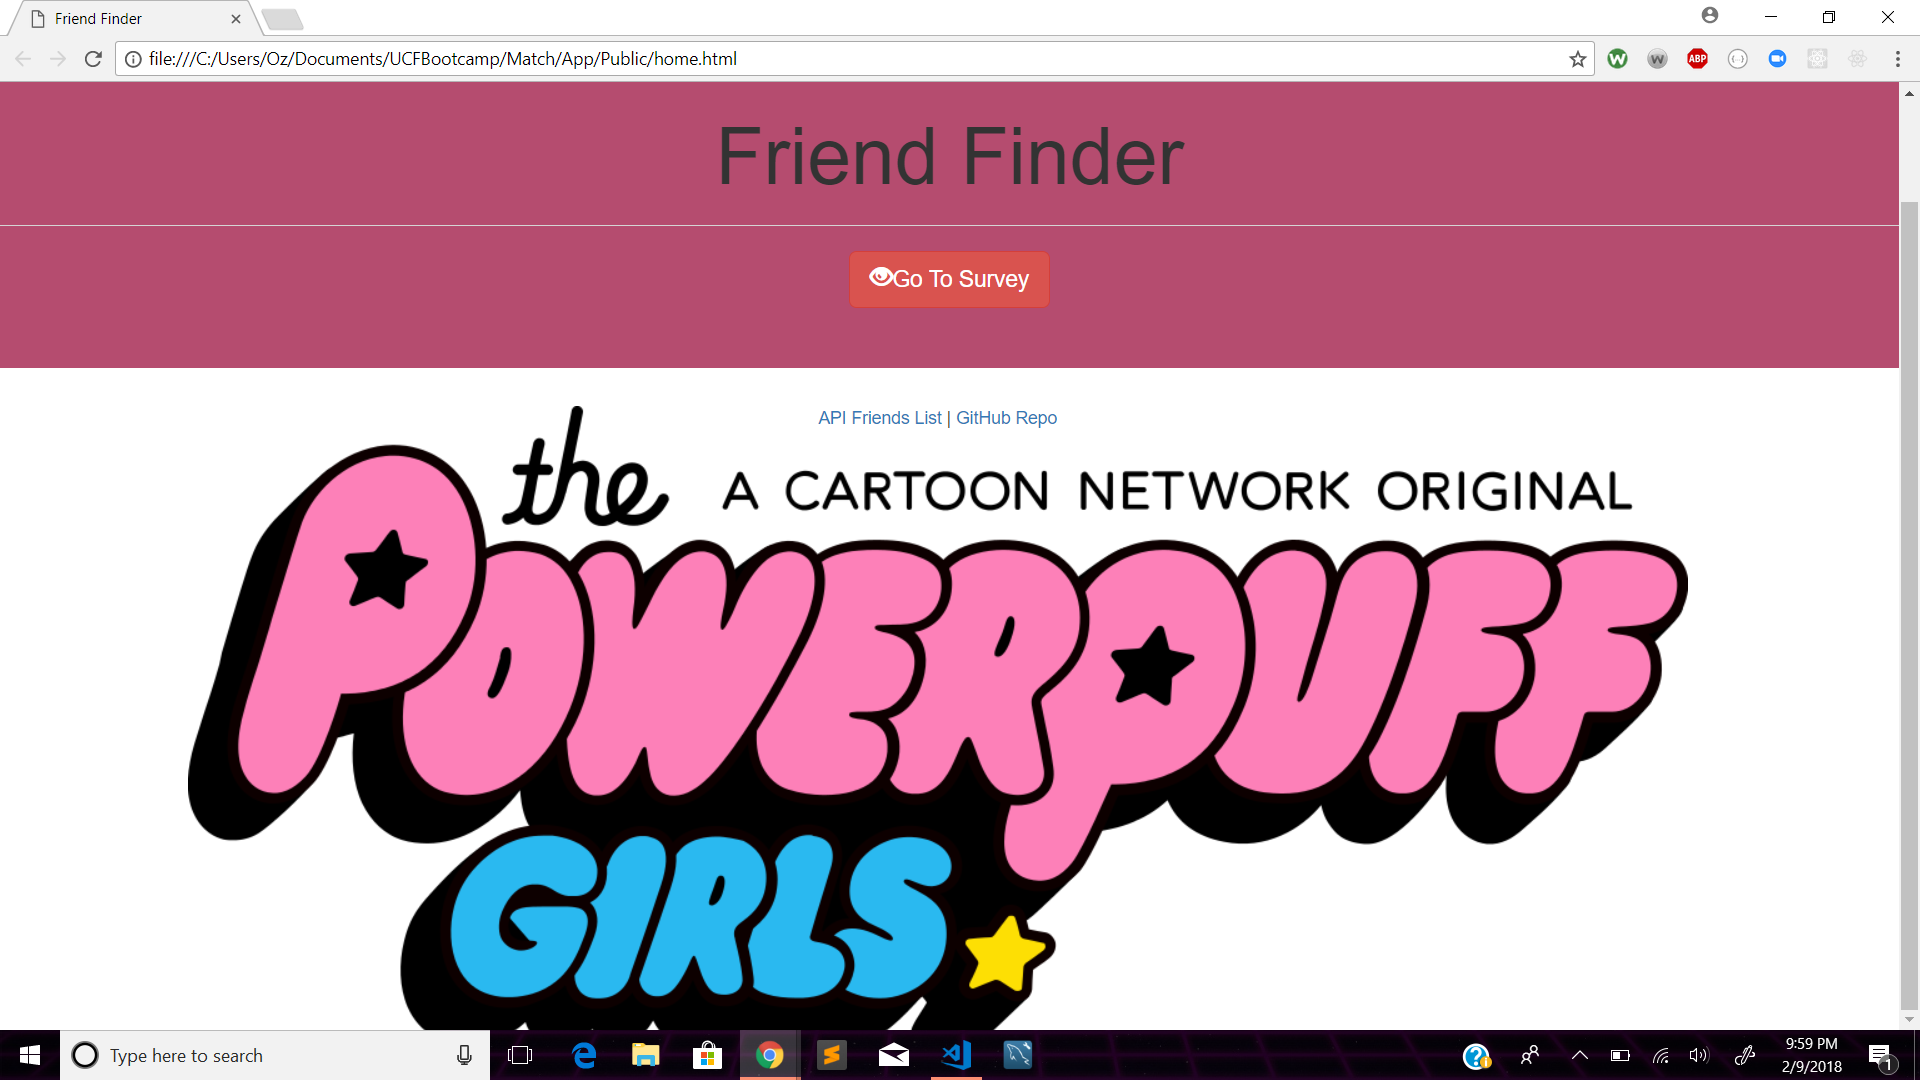 Friend Finder
file:///C:/Users/Oz/Documents/UCFBootcamp/Match/App/Public/home.html
W
W
ABP
Friend Finder
Go To Survey
API Friends List | GitHub Repo
the
A CARTOON NETWORK ORIGINAL
POWERPUFF
GIRLS
Type here to search
9:59 PM
2/9/2018
1